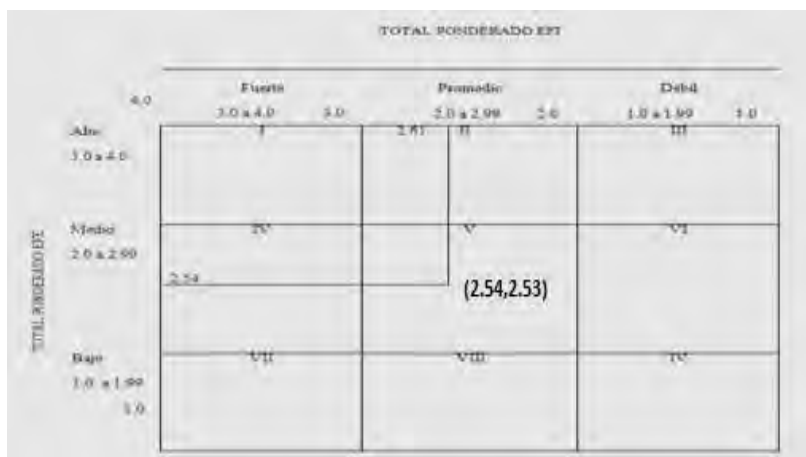 TOTAL PONDERADO EFI
Fuerte Promedio Débil
4.0
3.0 a 4.0 3.0 2.0 a 2.99 2.0 1.0 a 1.99 1.0
Alto I 2.61 II III
3.0 a 4.0
Medio IV V VI
2.0 a 2.99
2.54
(2.54,2.53)
TOTAL PONDERADO EFE
Bajo VII VIII IV
1.0 a 1.99
1.0